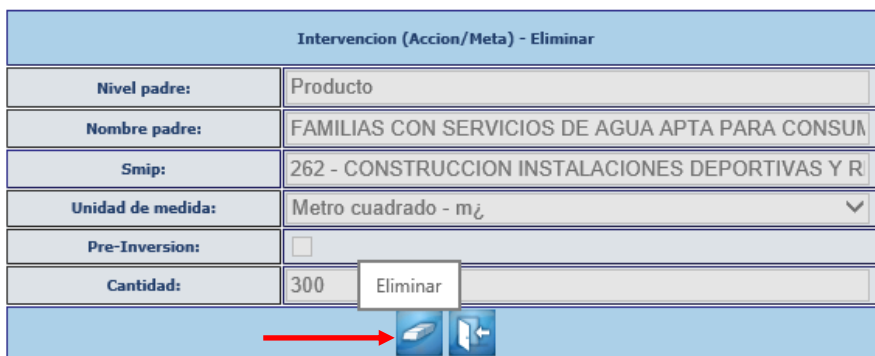 Intervencion (Accion/Meta) - Eliminar
Nivel padre: Producto
Nombre padre: FAMILIAS CON SERVICIOS DE AGUA APTA PARA CONSUM
Smip: 262 - CONSTRUCCION INSTALACIONES DEPORTIVAS Y R
Unidad de medida: Metro cuadrado - m¿
Pre-Inversion:
Cantidad: 300
Eliminar